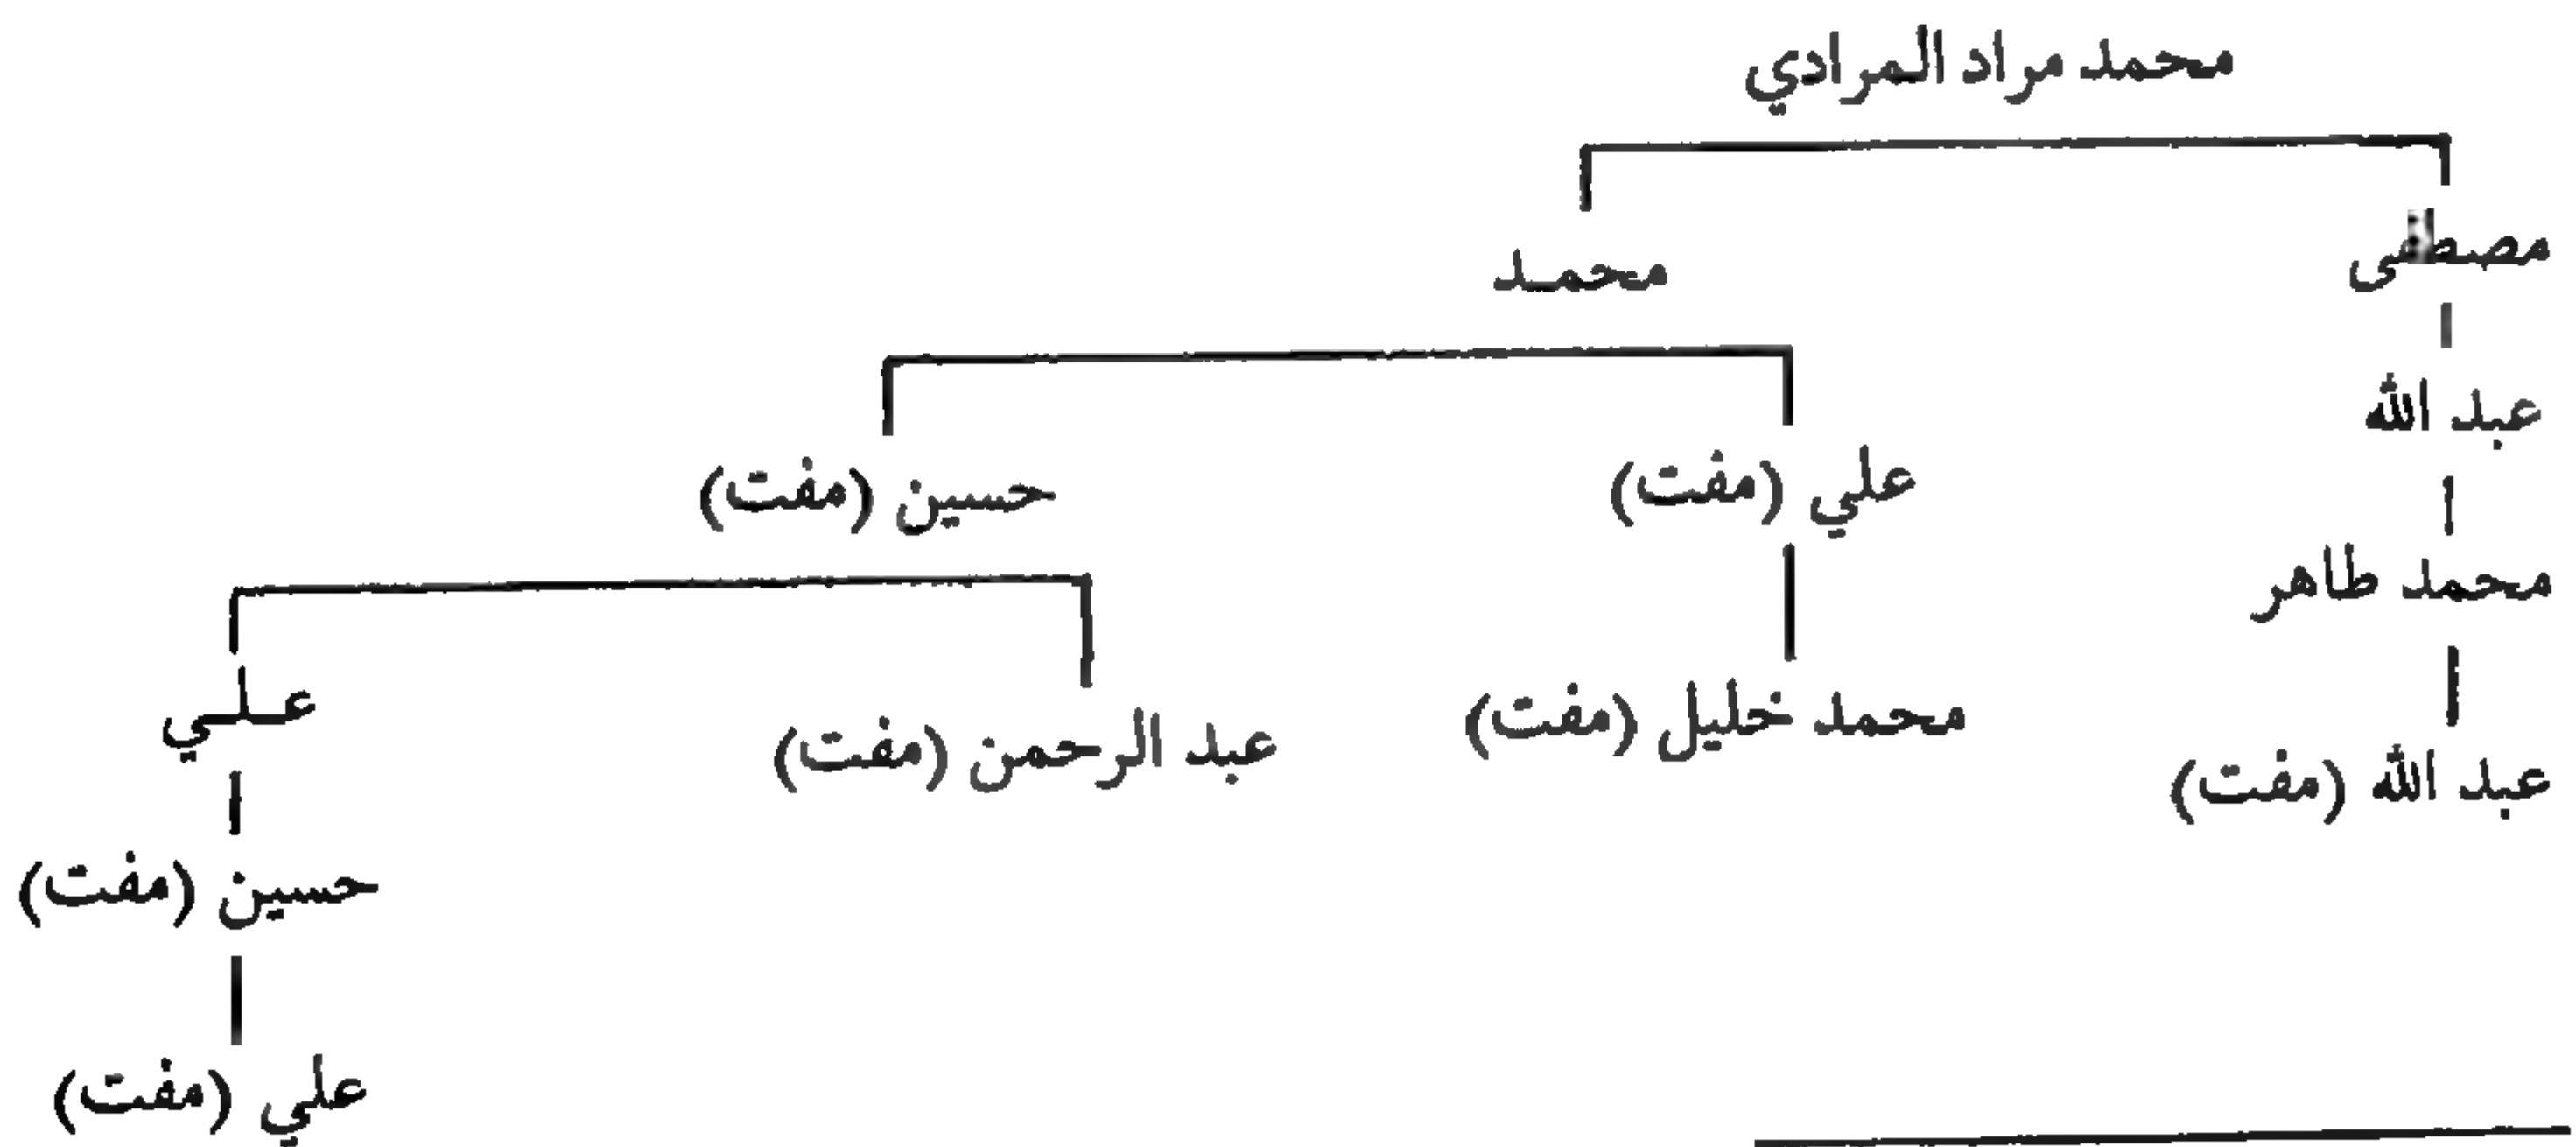 محمد مراد المرادي
مصطفى
محمد
عبد الله
علي (مفت)
حسين (مفت)
محمد طاهر
محمد خليل (مفت)
عبد الرحمن (مفت)
علي
عبد الله (مفت)
حسين (مفت)
علي (مفت)